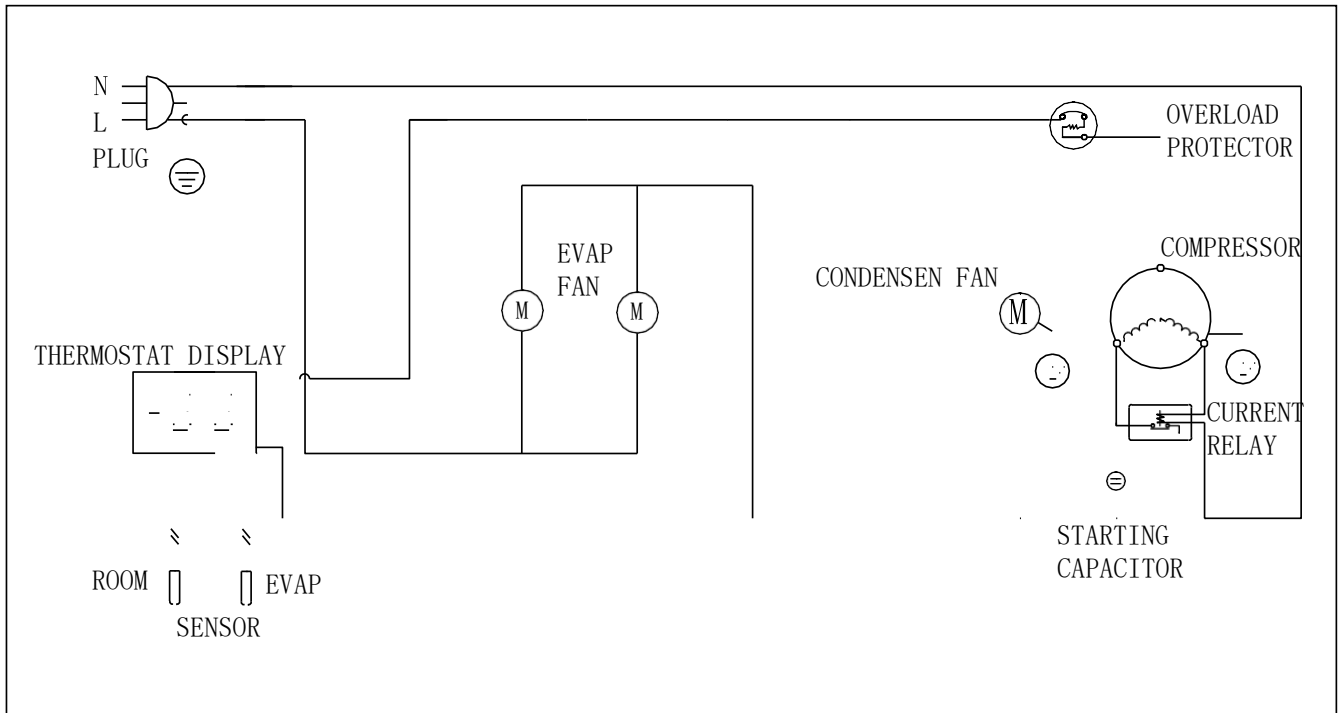 N
L
PLUG
OVERLOAD
PROTECTOR
EVAP
FAN
M
M
CONDENSEN FAN
M
COMPRESSOR
THERMOSTAT DISPLAY
CURRENT
RELAY
STARTING
CAPACITOR
ROOM
EVAP
SENSOR